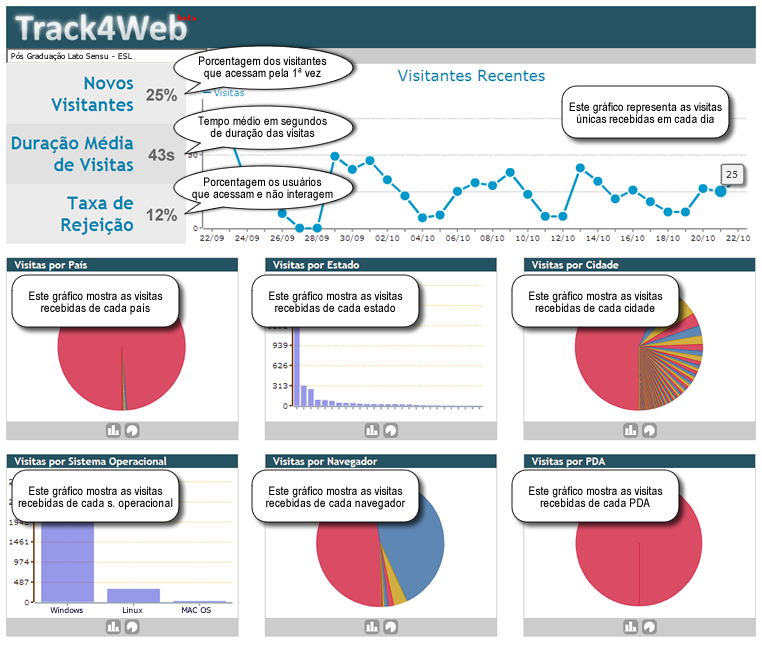 Track4Web beta
Pós Graduação Lato Sensu - ESL
Novos
Visitantes
25%
Duração Média
de Visitas
43s
Taxa de
Rejeição
12%
Porcentagem dos visitantes
que acessam pela 1ª vez
Tempo médio em segundos
de duração das visitas
Porcentagem os usuários
que acessam e não interagem
Visitantes Recentes
Visitas
Este gráfico representa as visitas
únicas recebidas em cada dia
25
0
22/09 24/09 26/09 28/09 30/09 02/10 04/10 06/10 08/10 10/10 12/10 14/10 16/10 18/10 20/10 22/10
Visitas por País
Este gráfico mostra as visitas
recebidas de cada país
Visitas por Estado
Este gráfico mostra as visitas
recebidas de cada estado
939
626
313
0
Visitas por Cidade
Este gráfico mostra as visitas
recebidas de cada cidade
Visitas por Sistema Operacional
Este gráfico mostra as visitas
recebidas de cada s. operacional
1461
974
487
0
Windows Linux MAC OS
Visitas por Navegador
Este gráfico mostra as visitas
recebidas de cada navegador
Visitas por PDA
Este gráfico mostra as visitas
recebidas de cada PDA